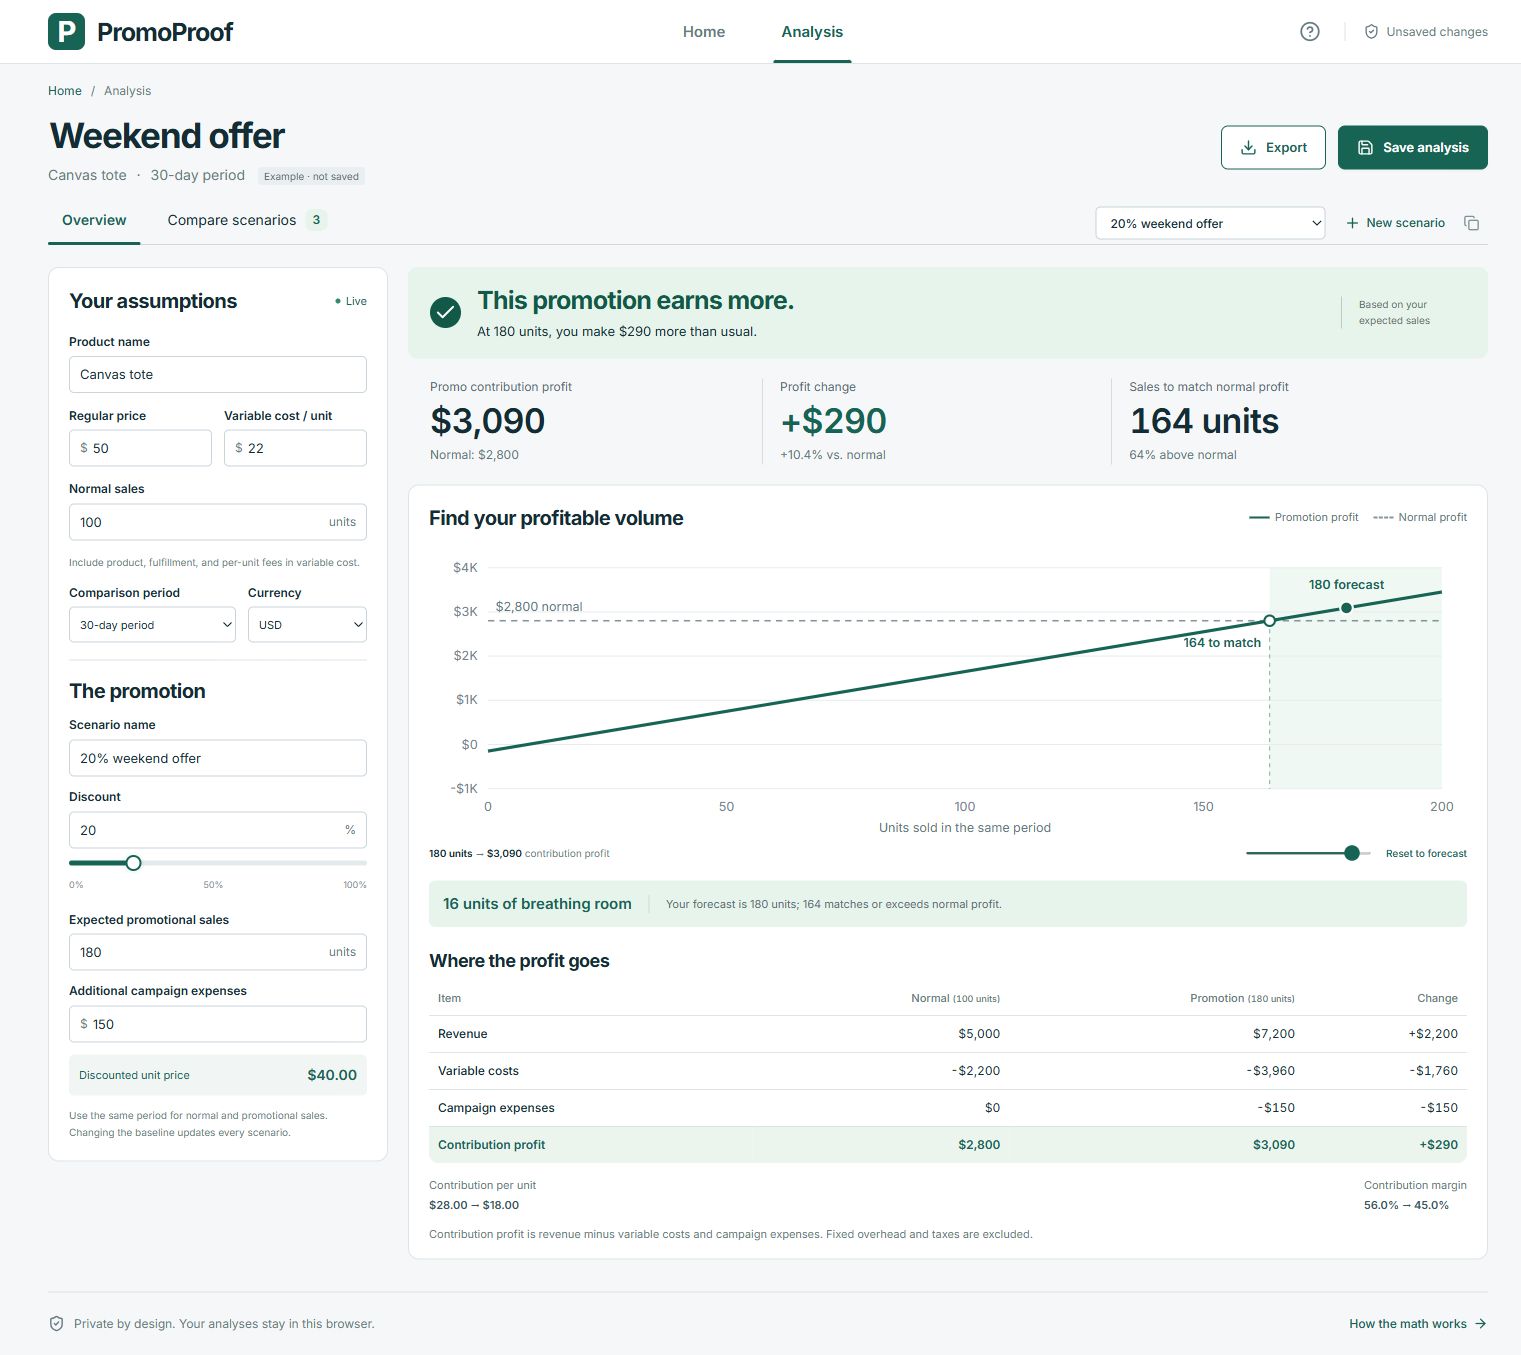 P PromoProof
Home
Analysis
Unsaved changes
Home / Analysis
Weekend offer
Canvas tote · 30-day period Example · not saved
Export
Save analysis
Overview
Compare scenarios 3
20% weekend offer
New scenario
Your assumptions
Live
Product name
Canvas tote
Regular price
Variable cost / unit
$ 50
$ 22
Normal sales
100 units
Include product, fulfillment, and per-unit fees in variable cost.
Comparison period
Currency
30-day period
USD
The promotion
Scenario name
20% weekend offer
Discount
20 %
0% 50% 100%
Expected promotional sales
180 units
Additional campaign expenses
$ 150
Discounted unit price $40.00
Use the same period for normal and promotional sales.
Changing the baseline updates every scenario.
This promotion earns more.
At 180 units, you make $290 more than usual.
Based on your
expected sales
Promo contribution profit
$3,090
Normal: $2,800
Profit change
+$290
+10.4% vs. normal
Sales to match normal profit
164 units
64% above normal
Find your profitable volume
Promotion profit
Normal profit
$4K
$3K
$2K
$1K
$0
-$1K
$2,800 normal
180 forecast
164 to match
0 50 100 150 200
Units sold in the same period
180 units → $3,090 contribution profit
Reset to forecast
16 units of breathing room
Your forecast is 180 units; 164 matches or exceeds normal profit.
Where the profit goes
Item Normal (100 units) Promotion (180 units) Change
Revenue $5,000 $7,200 +$2,200
Variable costs -$2,200 -$3,960 -$1,760
Campaign expenses $0 -$150 -$150
Contribution profit $2,800 $3,090 +$290
Contribution per unit
$28.00 → $18.00
Contribution margin
56.0% → 45.0%
Contribution profit is revenue minus variable costs and campaign expenses. Fixed overhead and taxes are excluded.
Private by design. Your analyses stay in this browser.
How the math works →